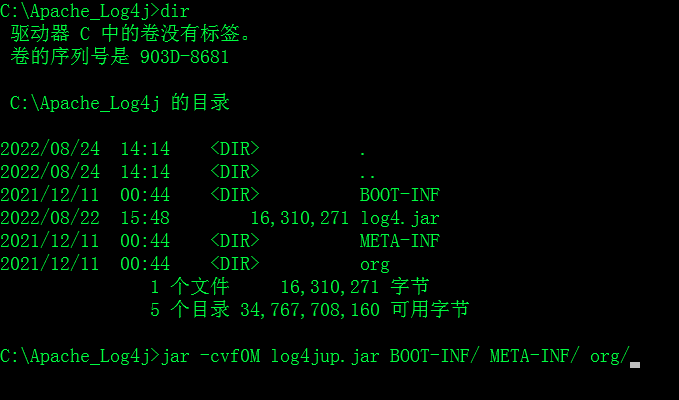 C:\Apache_Log4j>dir
驱动器 C 中的卷没有标签。
卷的序列号是 903D-8681
C:\Apache_Log4j 的目录
2022/08/24  14:14    <DIR>          .
2022/08/24  14:14    <DIR>          ..
2021/12/11  00:44    <DIR>          BOOT-INF
2022/08/22  15:48        16,310,271 log4.jar
2021/12/11  00:44    <DIR>          META-INF
2021/12/11  00:44    <DIR>          org
1 个文件     16,310,271 字节
5 个目录 34,767,708,160 可用字节
C:\Apache_Log4j>jar -cvf0M log4jup.jar BOOT-INF/ META-INF/ org/